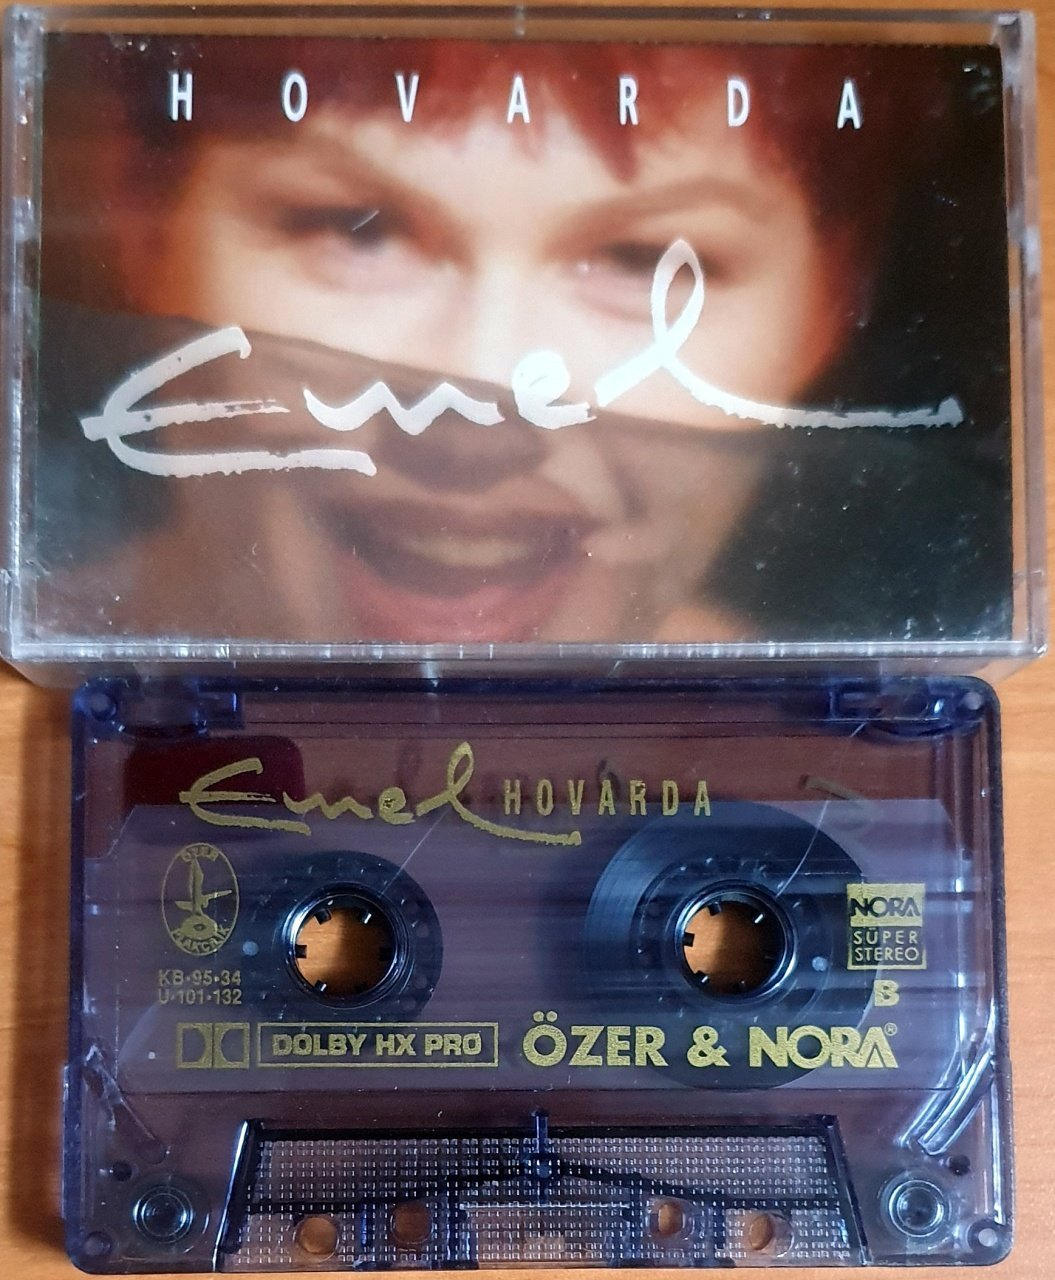 HOVARDA
Emel
Emel HOVARDA
ÖZER
PLAKÇILIK
NORA
SÜPER
STEREO
KB·95·34
U·101·132
B
DOLBY HX PRO
ÖZER & NORA®